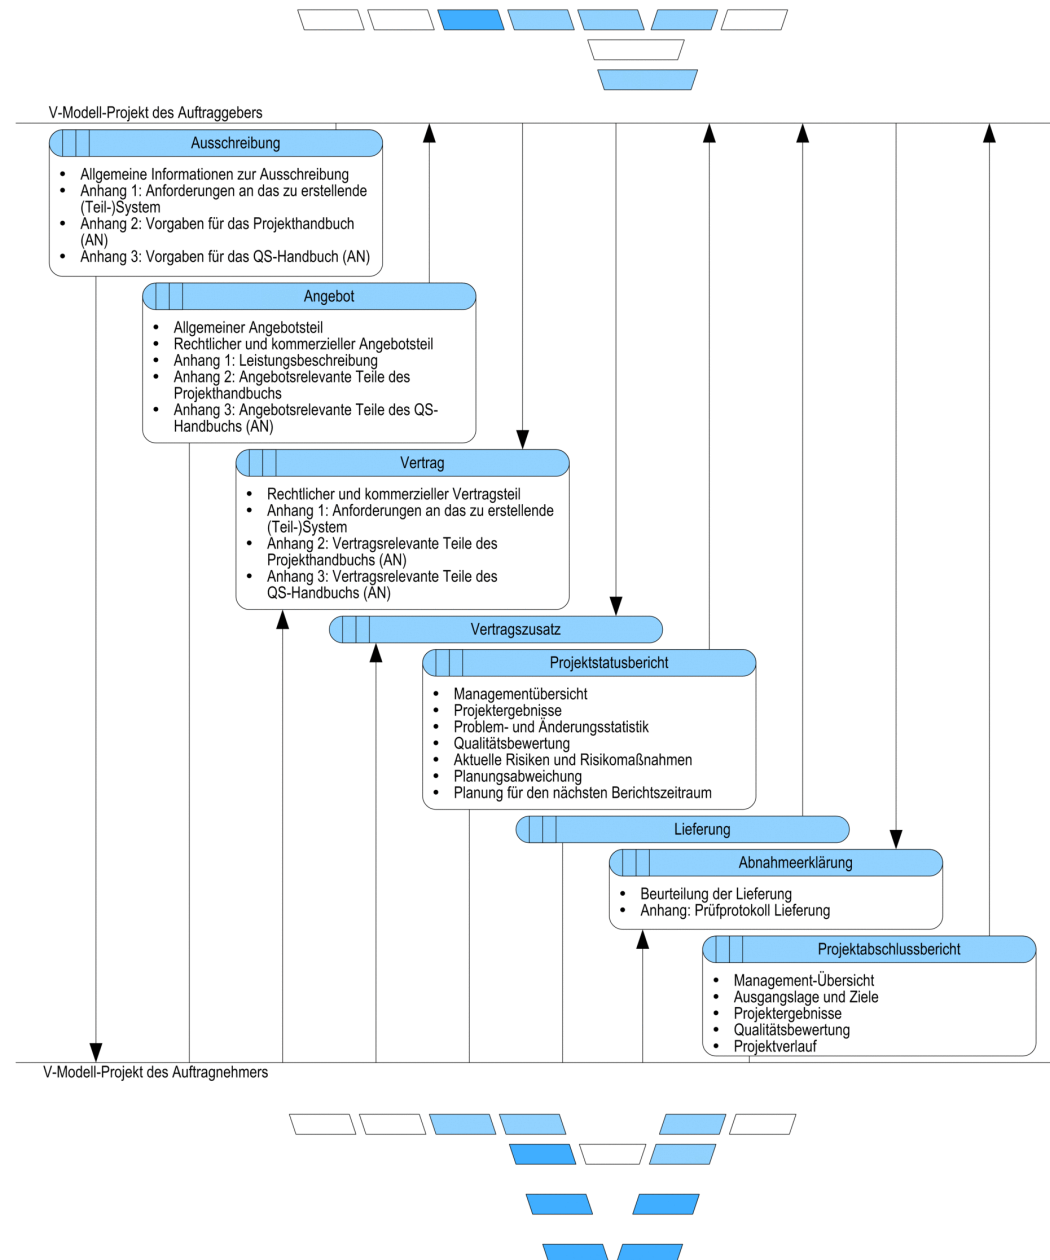 V-Modell-Projekt des Auftraggebers
Ausschreibung
• Allgemeine Informationen zur Ausschreibung
• Anhang 1: Anforderungen an das zu erstellende
(Teil-)System
• Anhang 2: Vorgaben für das Projekthandbuch
(AN)
• Anhang 3: Vorgaben für das QS-Handbuch (AN)
Angebot
• Allgemeiner Angebotsteil
• Rechtlicher und kommerzieller Angebotsteil
• Anhang 1: Leistungsbeschreibung
• Anhang 2: Angebotsrelevante Teile des
Projekthandbuchs
• Anhang 3: Angebotsrelevante Teile des QS-
Handbuchs (AN)
Vertrag
• Rechtlicher und kommerzieller Vertragsteil
• Anhang 1: Anforderungen an das zu erstellende
(Teil-)System
• Anhang 2: Vertragsrelevante Teile des
Projekthandbuchs (AN)
• Anhang 3: Vertragsrelevante Teile des
QS-Handbuchs (AN)
Vertragszusatz
Projektstatusbericht
• Managementübersicht
• Projektergebnisse
• Problem- und Änderungsstatistik
• Qualitätsbewertung
• Aktuelle Risiken und Risikomaßnahmen
• Planungsabweichung
• Planung für den nächsten Berichtszeitraum
Lieferung
Abnahmeerklärung
• Beurteilung der Lieferung
• Anhang: Prüfprotokoll Lieferung
Projektabschlussbericht
• Management-Übersicht
• Ausgangslage und Ziele
• Projektergebnisse
• Qualitätsbewertung
• Projektverlauf
V-Modell-Projekt des Auftragnehmers